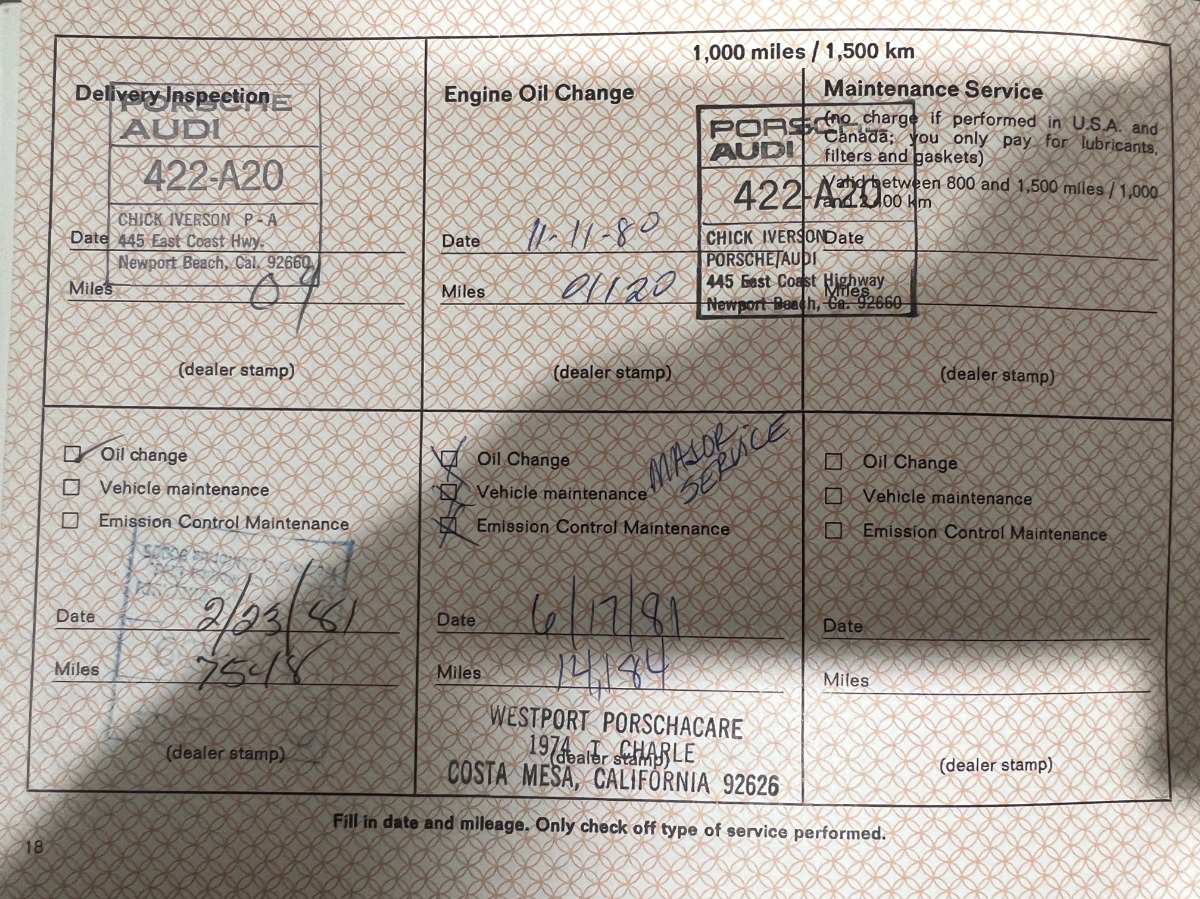 1,000 miles / 1,500 km
Delivery Inspection
PORSCHE
AUDI
422-A20
CHICK IVERSON P-A
445 East Coast Hwy.
Newport Beach, Cal. 92660
Date
Miles 09
(dealer stamp)
Engine Oil Change
Date 11-11-80
Miles 01120
(dealer stamp)
PORSCHE
AUDI
422-A20
CHICK IVERSON
PORSCHE/AUDI
445 East Coast Highway
Newport Beach, Ca. 92660
Maintenance Service
(no charge if performed in U.S.A. and
Canada; you only pay for lubricants,
filters and gaskets)
Valid between 800 and 1,500 miles / 1,000
and 2,400 km
Date
Miles
(dealer stamp)
Oil change
Vehicle maintenance
Emission Control Maintenance
Date 2/23/81
Miles 7548
(dealer stamp)
Oil Change
Vehicle maintenance
Emission Control Maintenance
MAJOR
SERVICE
Date 6/17/81
Miles 14,184
WESTPORT PORSCHACARE
1974 I. CHARLE
(dealer stamp)
COSTA MESA, CALIFORNIA 92626
Oil Change
Vehicle maintenance
Emission Control Maintenance
Date
Miles
(dealer stamp)
Fill in date and mileage. Only check off type of service performed.
18